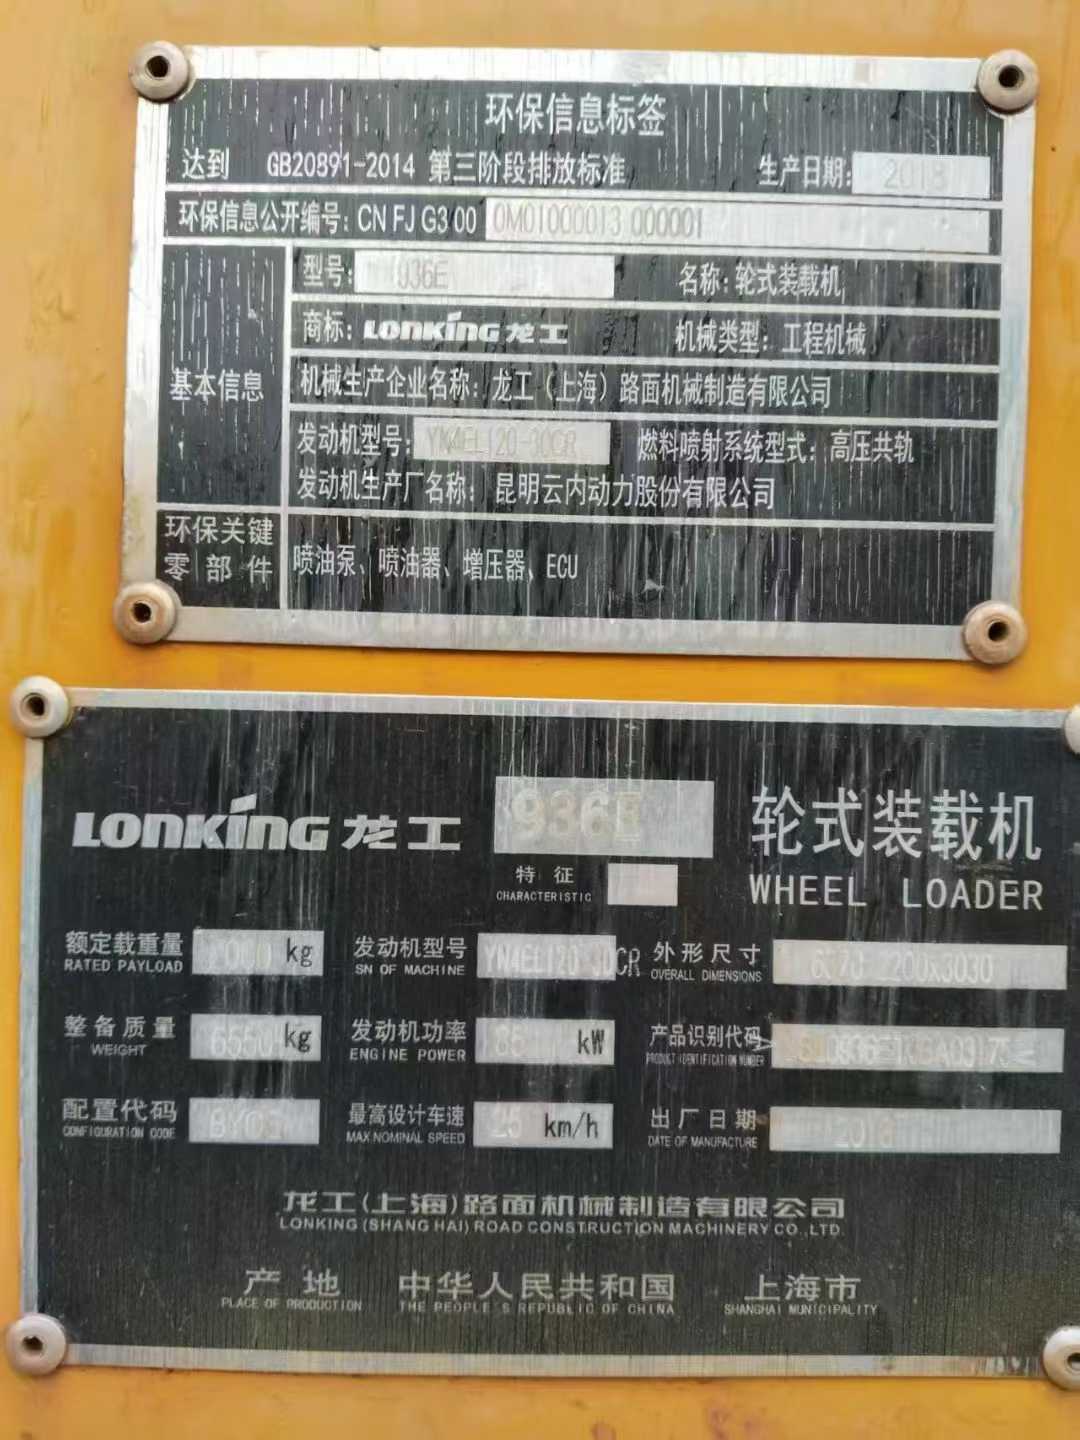 环保信息标签
达到 GB20891-2014 第三阶段排放标准 生产日期: 2018
环保信息公开编号: CN FJ G3 00 0M01000013 000001
基本信息
型号: 936E 名称: 轮式装载机
商标: LONKING 龙工 机械类型: 工程机械
机械生产企业名称: 龙工(上海)路面机械制造有限公司
发动机型号: YN4EL120-30CR 燃料喷射系统型式: 高压共轨
发动机生产厂名称: 昆明云内动力股份有限公司
环保关键
零部件
喷油泵、喷油器、增压器、ECU
LONKING 龙工 936E 轮式装载机
特征
CHARACTERISTIC
WHEEL LOADER
额定载重量 kg 发动机型号 YN4EL120-30CR 外形尺寸
RATED PAYLOAD SN OF MACHINE OVERALL DIMENSIONS
整备质量 6550 kg 发动机功率 kW 产品识别代码
WEIGHT ENGINE POWER PRODUCT IDENTIFICATION NUMBER
配置代码 最高设计车速 25 km/h 出厂日期
CONFIGURATION CODE MAX NOMINAL SPEED DATE OF MANUFACTURE
龙工(上海)路面机械制造有限公司
LONKING (SHANG HAI) ROAD CONSTRUCTION MACHINERY CO.,LTD.
产地 中华人民共和国 上海市
PLACE OF PRODUCTION THE PEOPLE'S REPUBLIC OF CHINA SHANGHAI MUNICIPALITY